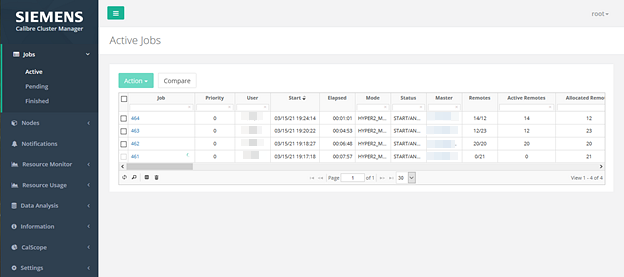 SIEMENS
Calibre Cluster Manager
root
Active Jobs
Jobs
Active
Pending
Finished
Nodes
Notifications
Resource Monitor
Resource Usage
Data Analysis
Information
CalScope
Settings
Action Compare
Job Priority User Start Elapsed Mode Status Master Remotes Active Remotes Allocated Remo
464 0 03/15/21 19:24:14 00:01:01 HYPER2_M... START/AN... 14/12 14 12
463 0 03/15/21 19:20:22 00:04:53 HYPER2_M... START/AN... 12/23 12 23
462 0 03/15/21 19:18:27 00:06:48 HYPER2_M... START/AN... 20/20 20 20
461 0 03/15/21 19:17:18 00:07:57 HYPER2_M... START/AN... 0/21 0 21
Page 1 of 1 30 View 1 - 4 of 4